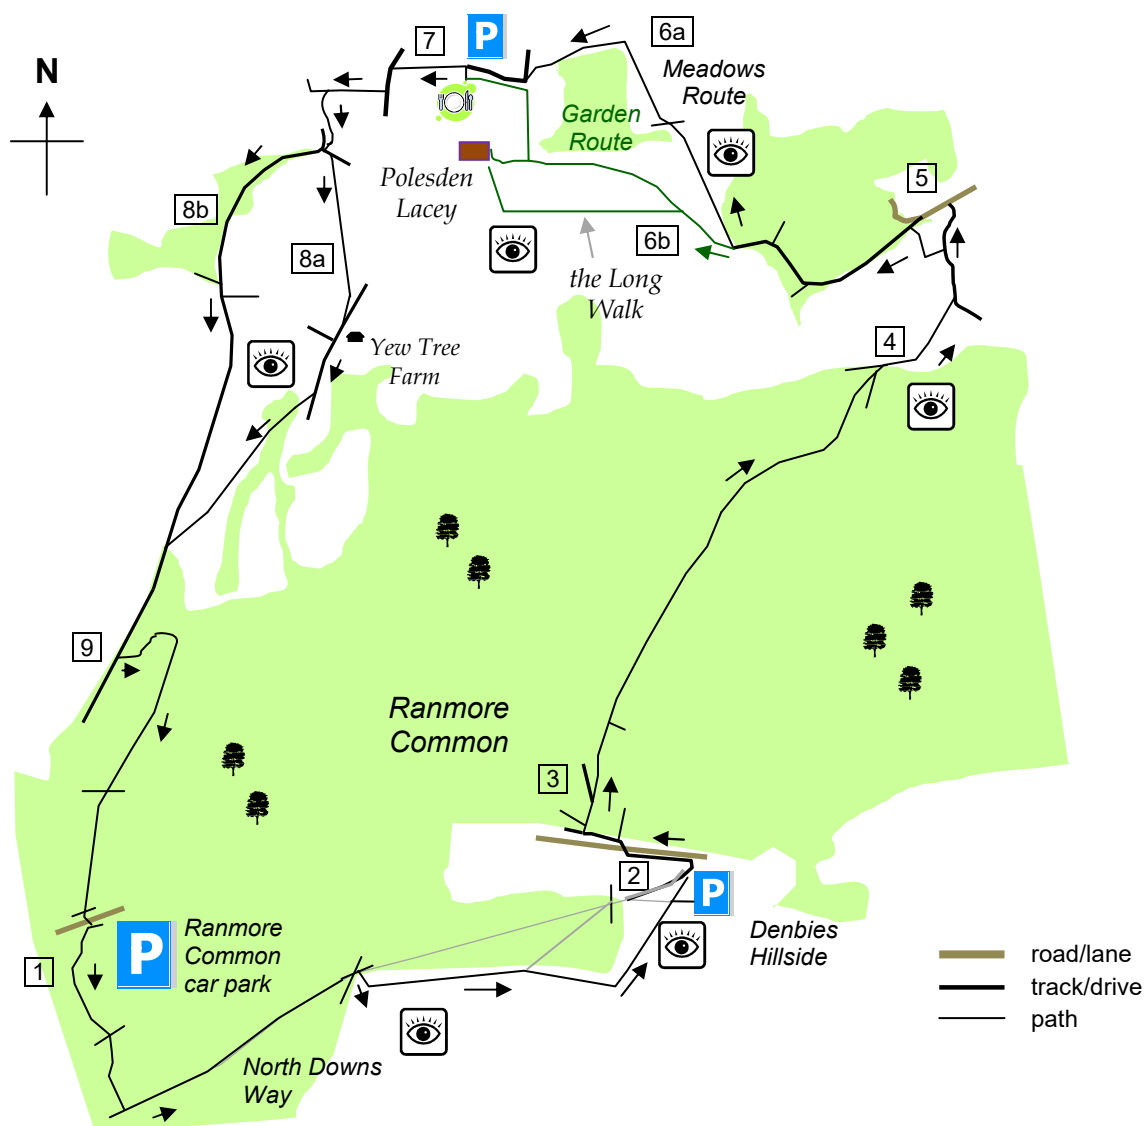 N
7
P
6a
Meadows
Route
Garden
Route
Polesden
Lacey
5
8b
8a
6b
the Long
Walk
4
Yew Tree
Farm
9
Ranmore
Common
3
2
P
Denbies
Hillside
1
P
Ranmore
Common
car park
North Downs
Way
road/lane
track/drive
path